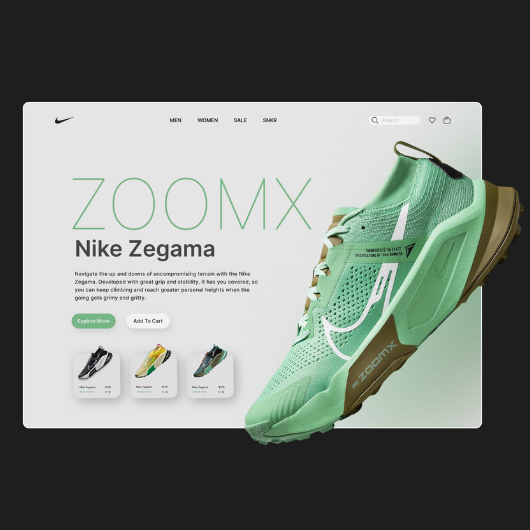 MEN WOMEN SALE SNKR Search
ZOOMX
Nike Zegama
Navigate the up and downs of uncompromising terrain with the Nike
Zegama. Developed with great grip and stability, it has you covered, so
you can keep climbing and reach greater personal heights when the
going gets grimy and gritty.
Explore More Add To Cart
Nike Zegama Nike Zegama Nike Zegama
ZOOMX